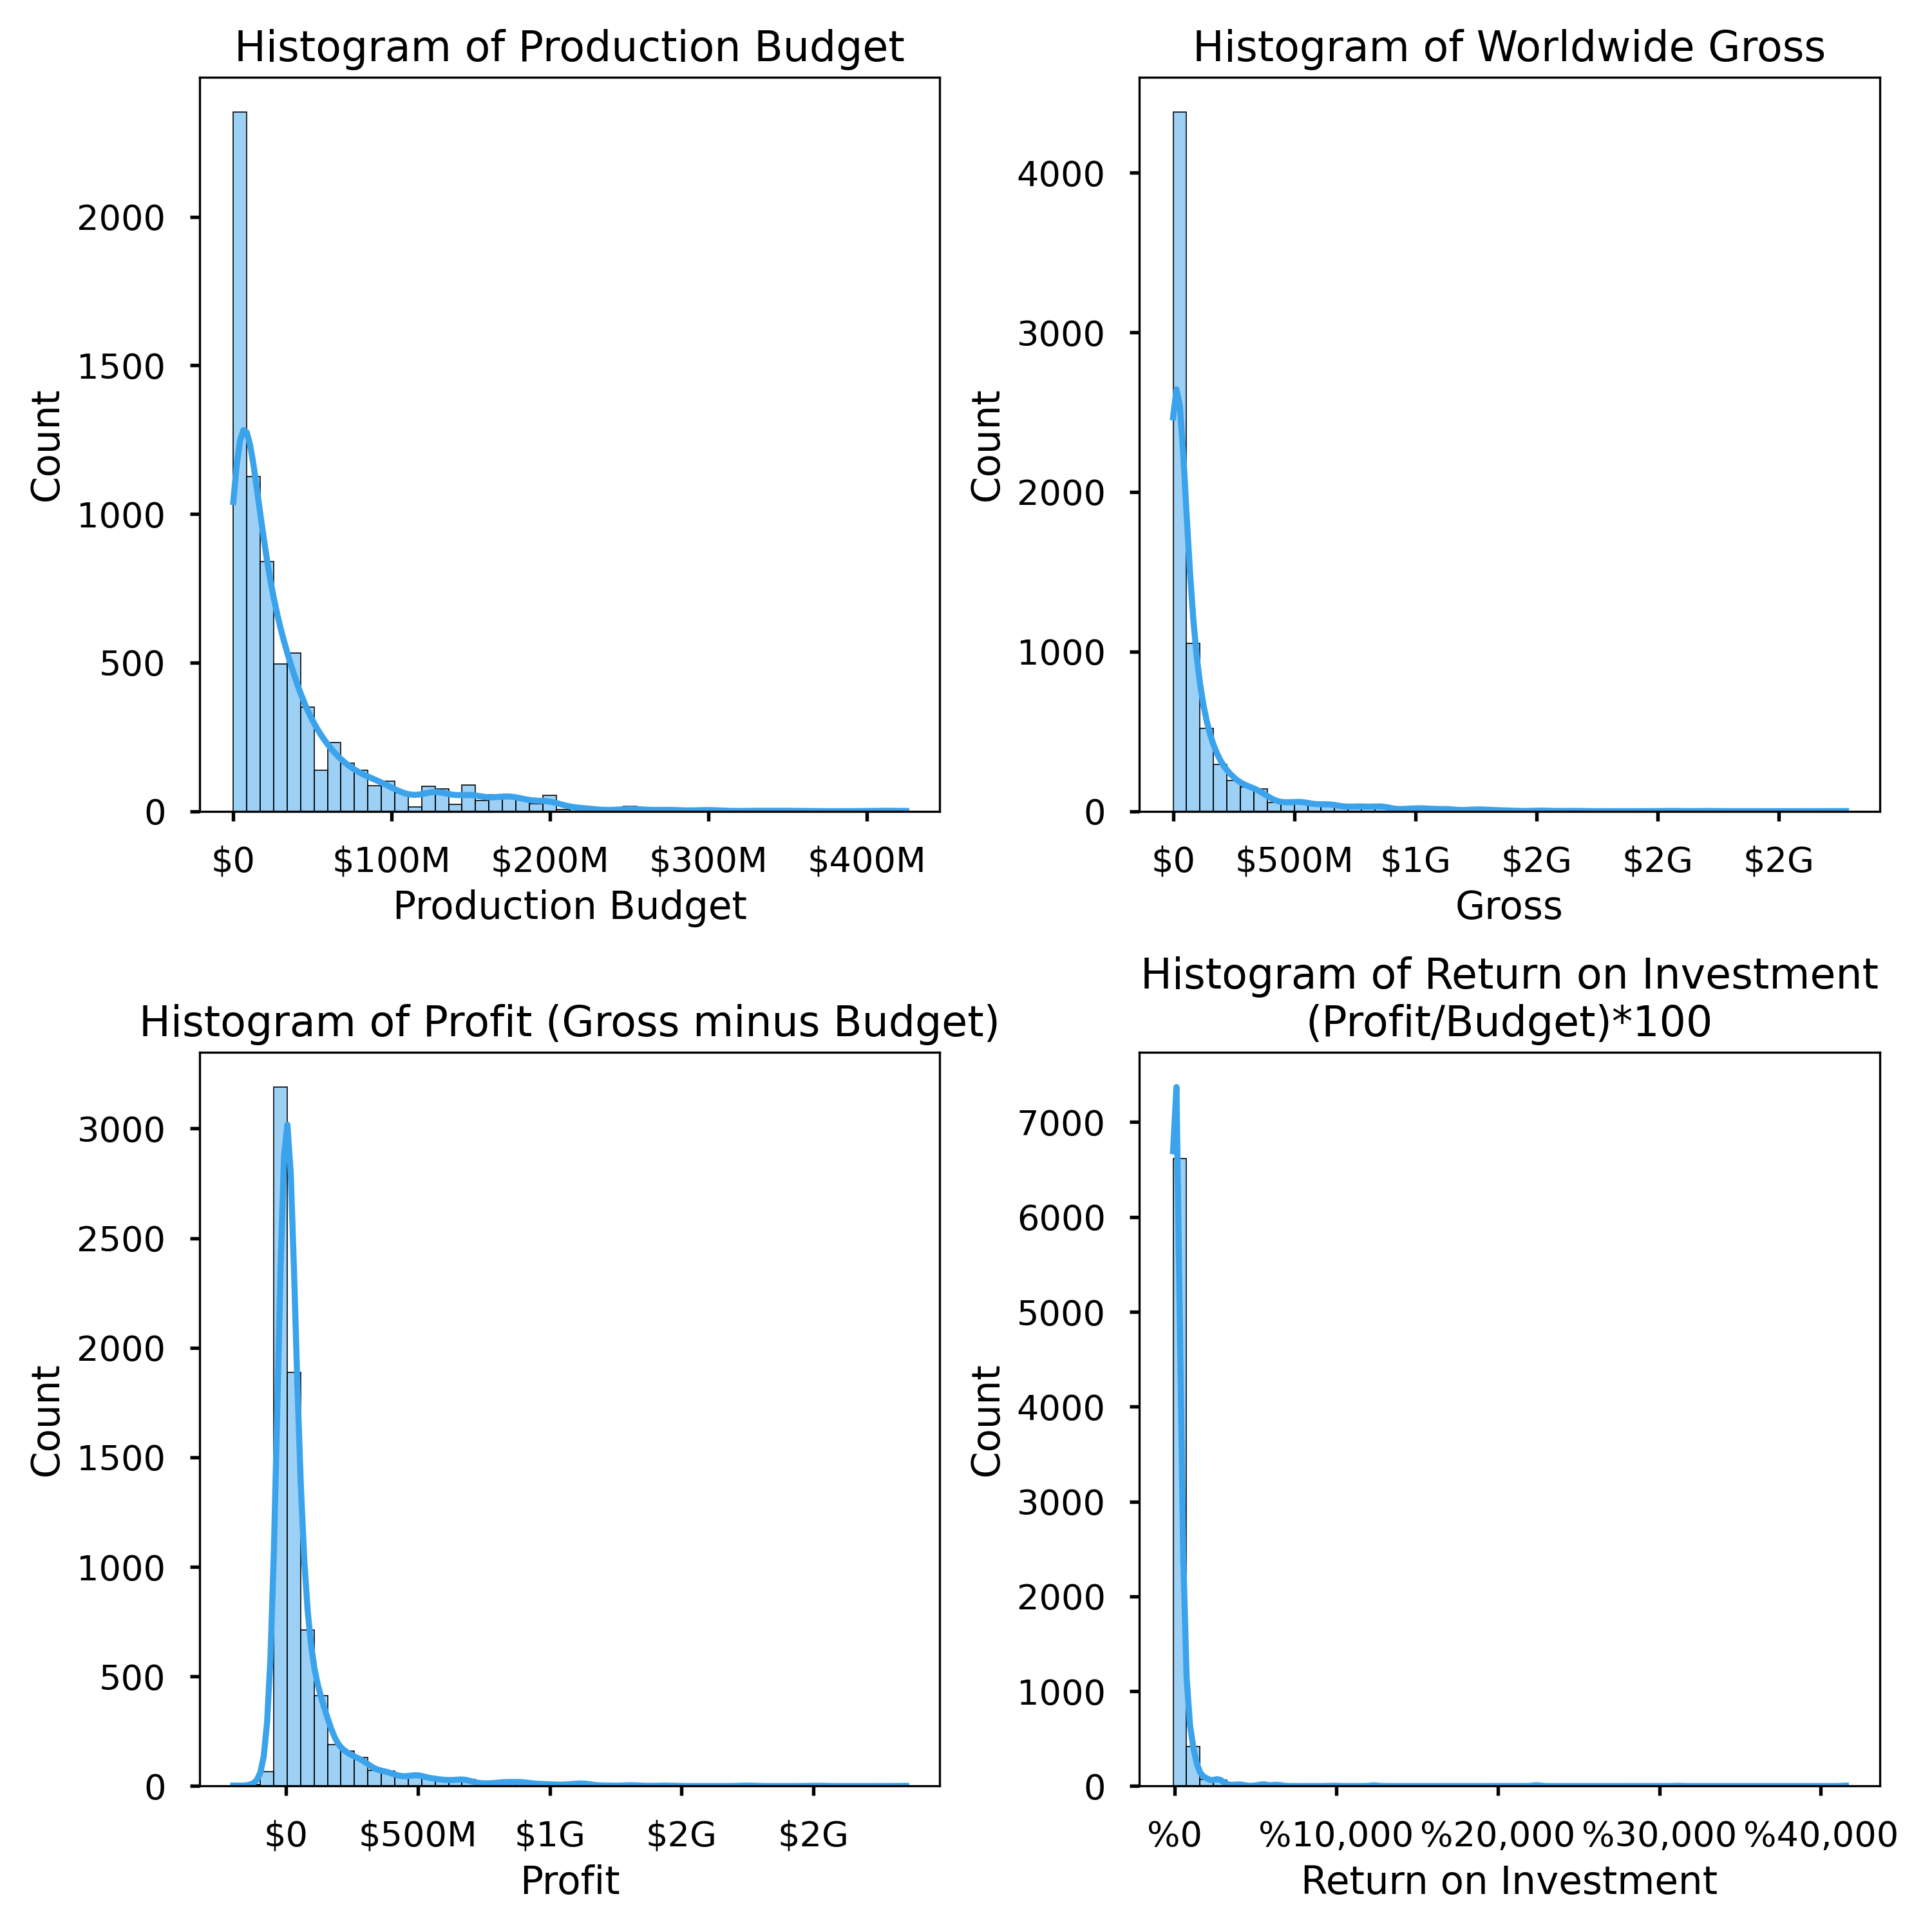 Histogram of Production Budget
Count
2000
1500
1000
500
0
$0 $100M $200M $300M $400M
Production Budget
Histogram of Worldwide Gross
Count
4000
3000
2000
1000
0
$0 $500M $1G $2G $2G $2G
Gross
Histogram of Profit (Gross minus Budget)
Count
3000
2500
2000
1500
1000
500
0
$0 $500M $1G $2G $2G
Profit
Histogram of Return on Investment
(Profit/Budget)*100
Count
7000
6000
5000
4000
3000
2000
1000
0
%0 %10,000 %20,000 %30,000 %40,000
Return on Investment